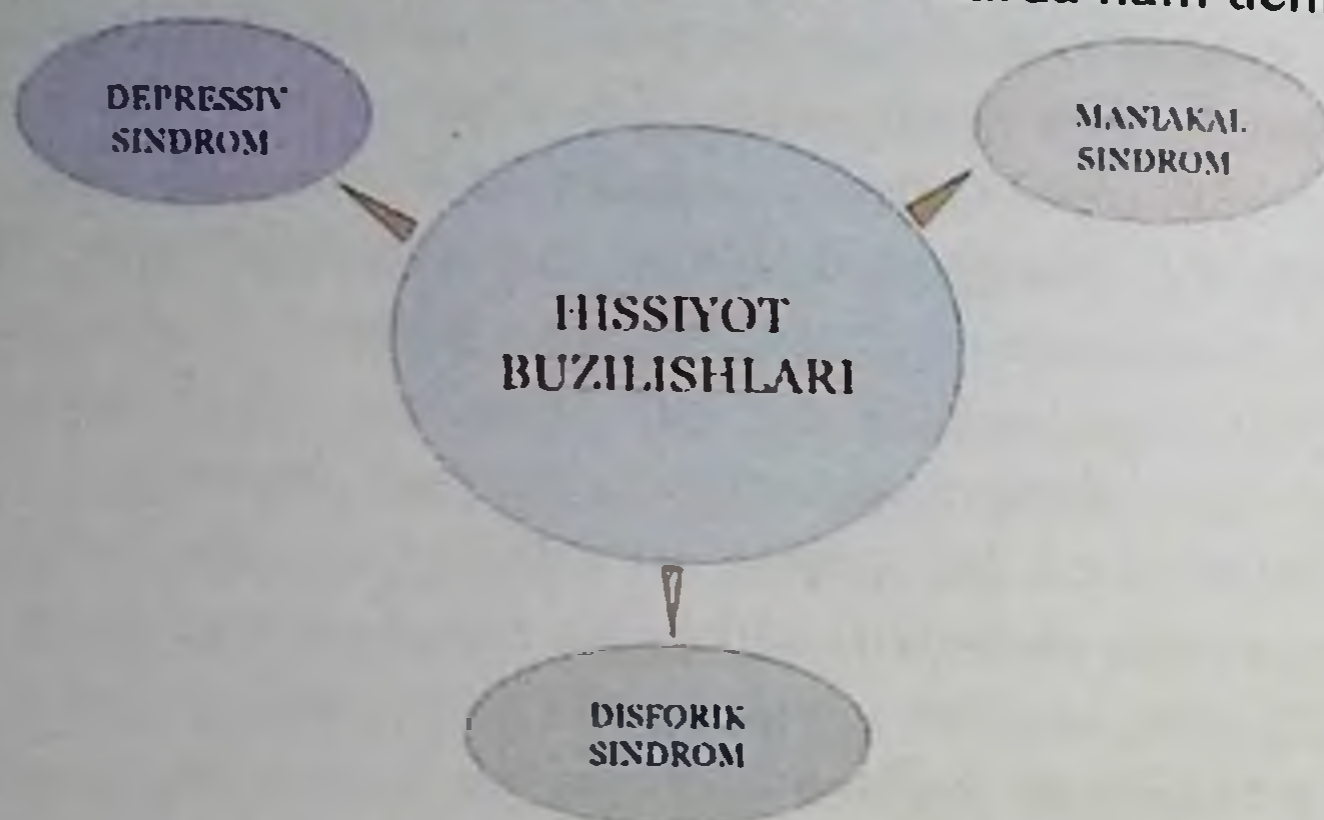 DEPRESSIV
SINDROM
MANIAKAL
SINDROM
HISSIYOT
BUZILISHLARI
DISFORIK
SINDROM